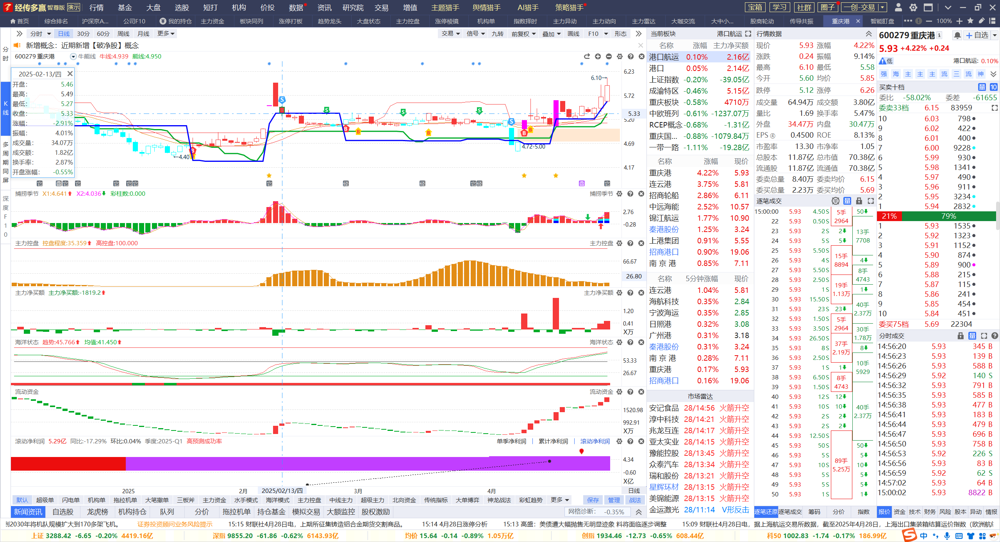 经传多赢 智尊版 演示 行情 基金 大盘 选股 短打 机构 价投 数据 资讯 研究院 交易 增值 主题猎手 舆情猎手 AI猎手 策略猎手 宝箱 学习 社群 圈子 一创-交易
首页 综合排名 沪深京A... 公司F10 我的持仓 主力资金 板块同列 涨停打板 趋势龙头 大盘状态 主力控盘 涨停棱镜 机构单 指数择时 主力异动 主力动向 主力雷达 大咖交流 大中小... 股商轮动 传导共振 重庆港 智能盯盘 100%
分时
K线
多周期同屏
深度F10
分时 日线 30分 60分 周线 月线 更多 交易 信号 九转 前复权 叠加 画线 F10 形态
新增概念：近期新增【破净股】概念
600279 重庆港 牛熊线 牛线:4.939 熊线:4.950
2025-02-13/四
开盘: 5.46
最高: 5.49
最低: 5.27
收盘: 5.33
涨幅: -2.91%
振幅: 4.01%
成交量: 34.07万
成交额: 1.82亿
换手率: 2.87%
开盘涨幅: -0.55%
6.23
6.10→
5.72
5.33
5.20
4.69
4.72-5.00
←4.40
4.17
捕捞季节 X1:4.641 X2:4.036 彩柱数:0.000 捕捞季节
2.76
-0.28
主力控盘 控盘程度:35.359 高控盘:100.000 主力控盘
66.67
26.80
主力净买额 主力净买额:-1819.2 主力净买额
1.20
0.41
X万
海洋状态 趋势:45.766 均值:41.450 海洋状态
53.33
26.67
流动资金 流动资金
1520.98
992.91
X万
滚动净利润 5.29亿 同比:-17.29% 环比:0.04% 季度:2025-Q1 高预测成功率 单季净利润 | 累计净利润 | 滚动净利润
4.34
-0.60
X亿
2025 2月 2025/02/13/四 3月 4月 日线
默认 超级单 闪电单 机构单 拖拉机单 大笔撤单 三板斧 主力资金 水手模式 海洋模式 主力控盘 中线主力 超级主力 北向资金 传统指标 大单博弈 神龙战法 彩虹趋势 更多 保存 管理 战法
新闻资讯 自选股 龙虎榜 机构持仓 队列 分价 拖拉机单 持仓基金 模拟交易 大额监控 股权激励 网格诊断: -0.35%
当前板块 港口航运
名称 涨幅 主力净买额
港口航运 0.10% 2.16亿
港口 0.05% 2.14亿
上证指数 -0.20% -39.05亿
成渝特区 -0.46% 5.15亿
重庆板块 -0.58% 4710万
中欧班列 -0.61% -1237.07万
RCEP概念 -0.68% -1.31亿
重庆国... -0.88% -1079.84万
一带一路 -1.11% -19.28亿
名称 涨幅 现价
重庆港 4.22% 5.93
连云港 3.75% 5.81
招商轮船 2.86% 6.11
中远海能 2.52% 10.57
锦江航运 1.77% 10.90
秦港股份 1.25% 3.24
上港集团 0.91% 5.55
招商港口 0.90% 19.06
南京港 0.85% 7.11
名称 5分钟涨幅 现价
连云港 1.04% 5.81
海航科技 0.35% 2.84
宁波海运 0.35% 2.85
日照港 0.32% 3.08
广州港 0.31% 3.18
秦港股份 0.31% 3.24
南京港 0.28% 7.11
重庆港 0.17% 5.93
招商港口 0.16% 19.06
市场雷达
安记食品 28/14:56 火箭升空
淳中科技 28/14:21 火箭升空
兆龙互连 28/14:17 火箭升空
亚太实业 28/14:15 火箭升空
豫能控股 28/13:45 火箭升空
众泰汽车 28/13:34 火箭升空
瑞和股份 28/13:21 火箭升空
星辉环材 28/13:15 火箭升空
美锦能源 28/13:15 火箭升空
金运激光 28/11:14 V形反击
行情数据
现价 5.93 涨幅 4.22%
涨跌 0.24 振幅 9.14%
最高 6.10 最低 5.58
今开 5.60 均价 5.85
跌停 5.12 涨停 6.26
成交量 64.94万 成交额 3.80亿
量比 1.69 换手率 5.47%
外盘 34.47万 内盘 30.47万
EPS④ 0.4500 ROE 8.13%
市盈率 13.30 市净率 1.05
总股本 11.87亿 总市值 70.38亿
流通股 11.87亿 流通值 70.38亿
委卖总量 8.40万 委卖均价 6.15
委买总量 2.23万 委买均价 5.69
逐笔成交 单 量
15:00:00 5.93 4.50S
22 5.93 0.50S
23 5.93 2S
24 5.93 5S
25 5.93 5.50S
26 5.93 4S
27 5.93 5.50S
28 5.93 2.50S
29 5.93 1S
30 5.93 15.50S
31 5.93 23S
32 5.93 1.50S
33 5.93 3.50S
34 5.93 26.50S
35 5.93 8S
36 5.93 2.50S
37 5.93 1S
38 5.93 6.50S
39 5.93 1.50S
40 5.93 12S
41 5.93 10S
42 5.93 2S
43 5.93 2S
44 5.93 12.50S
45 5.93 50S
46 5.93 5S
47 5.93 10S
48 5.93 5S
49 5.93 5S
50 5.93 1S
5手 2964
2
5
15手 8894
19手 1.13万
23
5手 2964
37手 2.19万
1
8手 4743
12
10
2
2
89手 5.25万
50
13手 7708
4
8手 4743
1
40手 2.37万
30手 1.78万
8
10手 5929
40手 2.37万
50
5
10
5
5
1
逐笔还原 逐笔成交 筹码 分价 指数
600279 重庆港 自选
5.93 +4.22% +0.24
低 港口航运: 0.10%
强 海 主 主 主 流 三 流 神
买卖十档 量 10
委比 -58.02% 委差 -61655
委卖33档 6.15 83959
10 6.03 798
9 6.02 422
8 6.01 400
7 6.00 9228
6 5.99 930
5 5.98 1341
4 5.97 490
3 5.96 911
2 5.95 3234
1 5.94 2832
21% 79%
1 5.93 1535
2 5.92 1323
3 5.91 1152
4 5.90 874
5 5.89 900
6 5.88 215
7 5.87 115
8 5.86 241
9 5.85 454
10 5.84 451
委买75档 5.69 22304
分时成交 量
14:56:20 5.93 345 B
14:56:23 5.93 139 B
14:56:26 5.93 588 B
14:56:29 5.92 140 S
14:56:32 5.93 791 B
14:56:35 5.93 585 B
14:56:38 5.93 477 B
14:56:41 5.93 183 B
14:56:44 5.93 479 B
14:56:47 5.93 696 B
14:56:50 5.93 758 B
14:56:53 5.92 226 S
14:56:56 5.93 83 B
14:56:59 5.92 62 S
14:57:02 5.93 64 B
15:00:02 5.93 8822 B
报价 资金 技术 财务 风险 股本 异动 情报
到2030年将机队规模扩大到170多架飞机。 证券投资顾问业务风险提示 15:15 财联社4月28日电，上期所征集铸造铝合金期货交割商品。 15:14 4月28日涨停分析 15:13 高盛：美债遭大幅抛售无明显迹象 料将面临逐步调整 15:09 财联社4月28日电，据上海航运交易所数据，截至2025年4月28日，上海出口集装箱结算运价指数（欧洲航线
上证 3288.42 -6.65 -0.20% 4419.16亿 深指 9855.20 -61.86 -0.62% 6143.93亿 均价 15.64 -0.14 -0.89% 1.05万亿 创指 1934.46 -12.73 -0.65% 608.44亿 科50 1002.83 -1.74 -0.17% 186.99亿 中